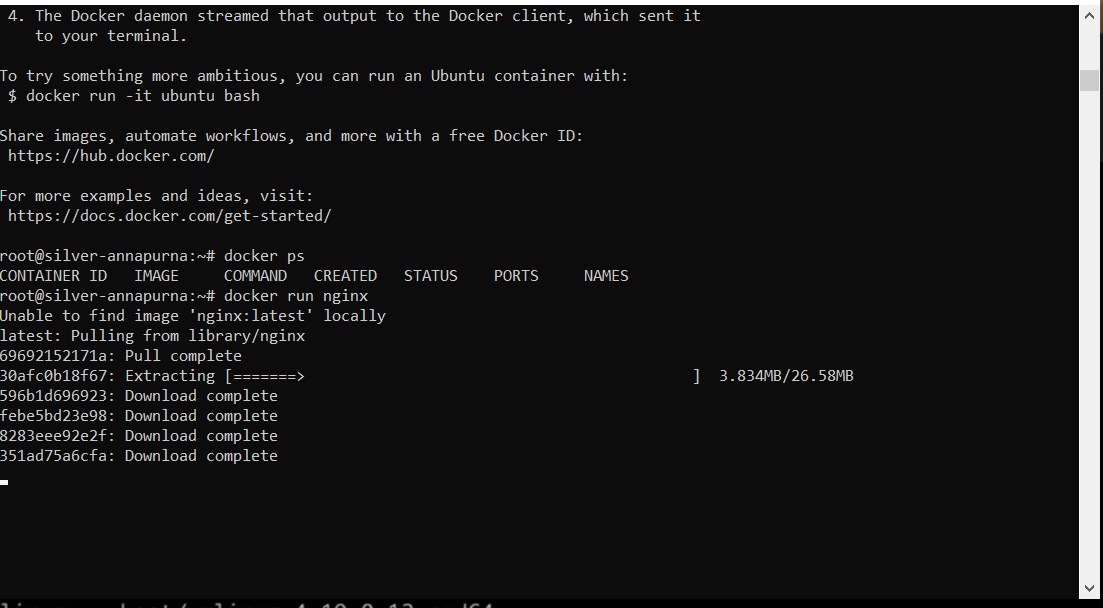 4. The Docker daemon streamed that output to the Docker client, which sent it
to your terminal.
To try something more ambitious, you can run an Ubuntu container with:
$ docker run -it ubuntu bash
Share images, automate workflows, and more with a free Docker ID:
https://hub.docker.com/
For more examples and ideas, visit:
https://docs.docker.com/get-started/
root@silver-annapurna:~# docker ps
CONTAINER ID   IMAGE     COMMAND   CREATED   STATUS    PORTS     NAMES
root@silver-annapurna:~# docker run nginx
Unable to find image 'nginx:latest' locally
latest: Pulling from library/nginx
69692152171a: Pull complete
30afc0b18f67: Extracting [=======>                                           ]  3.834MB/26.58MB
596b1d696923: Download complete
febe5bd23e98: Download complete
8283eee92e2f: Download complete
351ad75a6cfa: Download complete